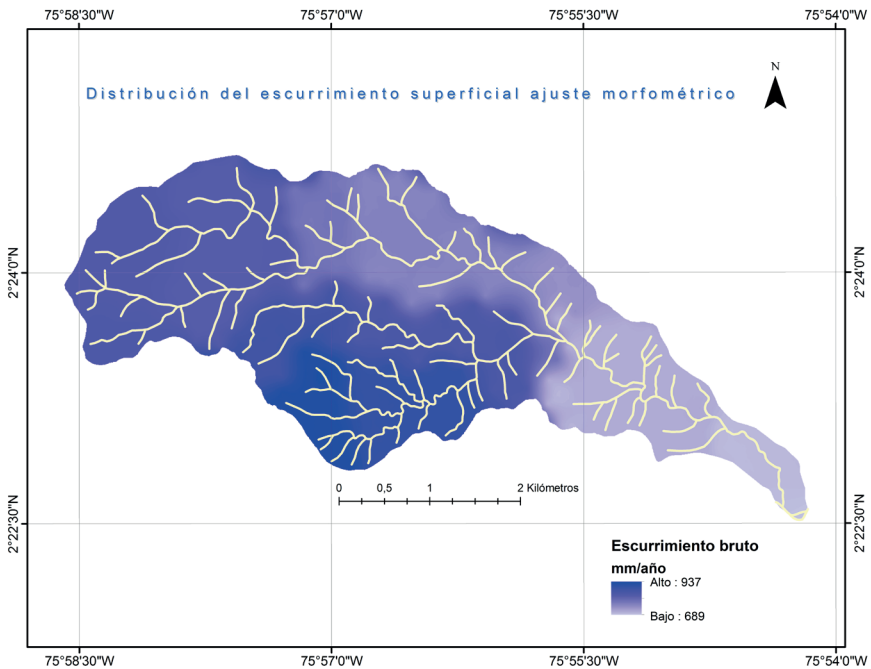 75°58'30"W 75°57'0"W 75°55'30"W 75°54'0"W
N
Distribución del escurrimiento superficial ajuste morfométrico
2°24'0"N 2°24'0"N
0 0,5 1 2 Kilómetros
2°22'30"N 2°22'30"N
Escurrimiento bruto
mm/año
Alto : 937
Bajo : 689
75°58'30"W 75°57'0"W 75°55'30"W 75°54'0"W